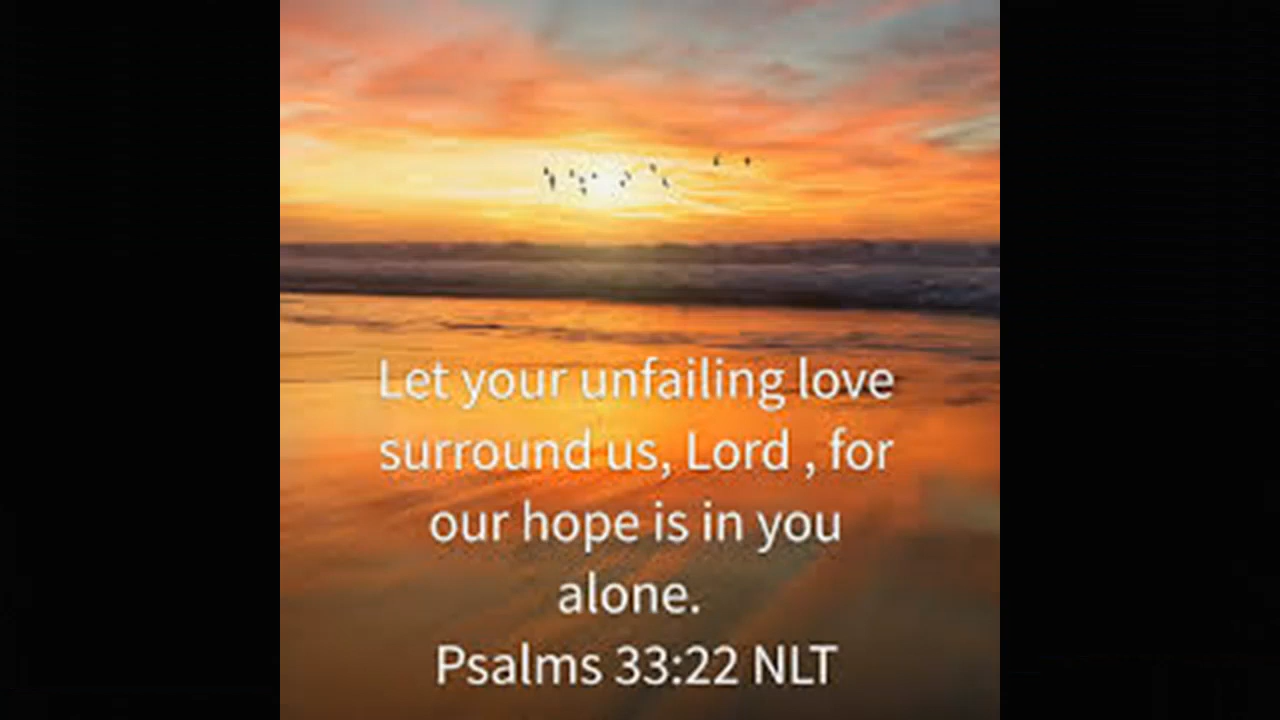 Let your unfailing love
surround us, Lord , for
our hope is in you
alone.
Psalms 33:22 NLT